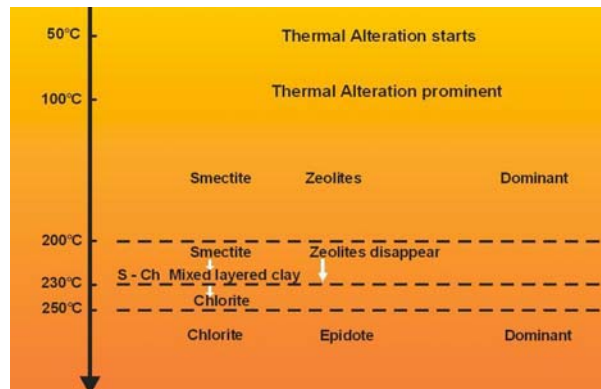 50°C Thermal Alteration starts
100°C Thermal Alteration prominent
Smectite Zeolites Dominant
200°C
Smectite Zeolites disappear
S - Ch Mixed layered clay
230°C
Chlorite
250°C
Chlorite Epidote Dominant